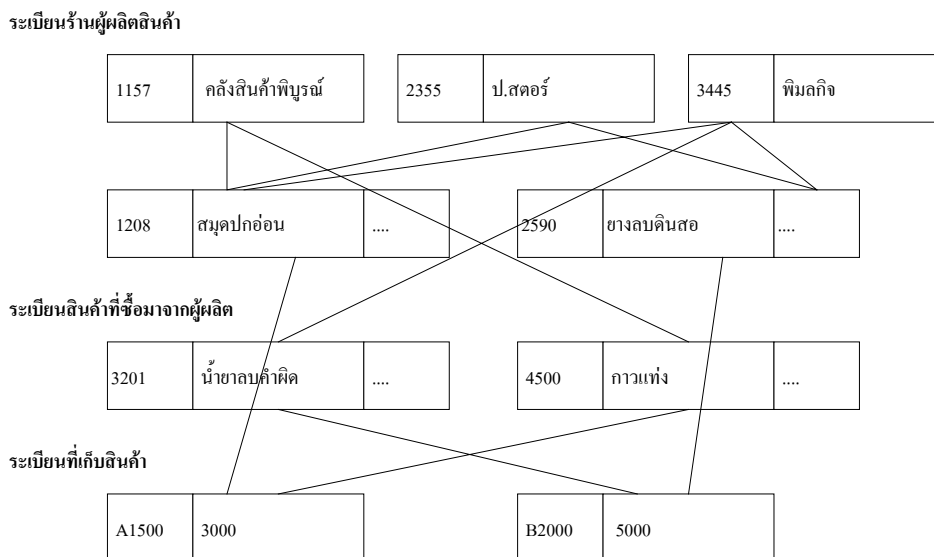 ระเบียนร้านผู้ผลิตสินค้า
1157 คลังสินค้าพิบูรณ์ 2355 ป.สตอร์ 3445 พิมลกิจ
1208 สมุดปกอ่อน .... 2590 ยางลบดินสอ ....
ระเบียนสินค้าที่ซื้อมาจากผู้ผลิต
3201 น้ำยาลบคำผิด .... 4500 กาวแท่ง ....
ระเบียนที่เก็บสินค้า
A1500 3000 B2000 5000